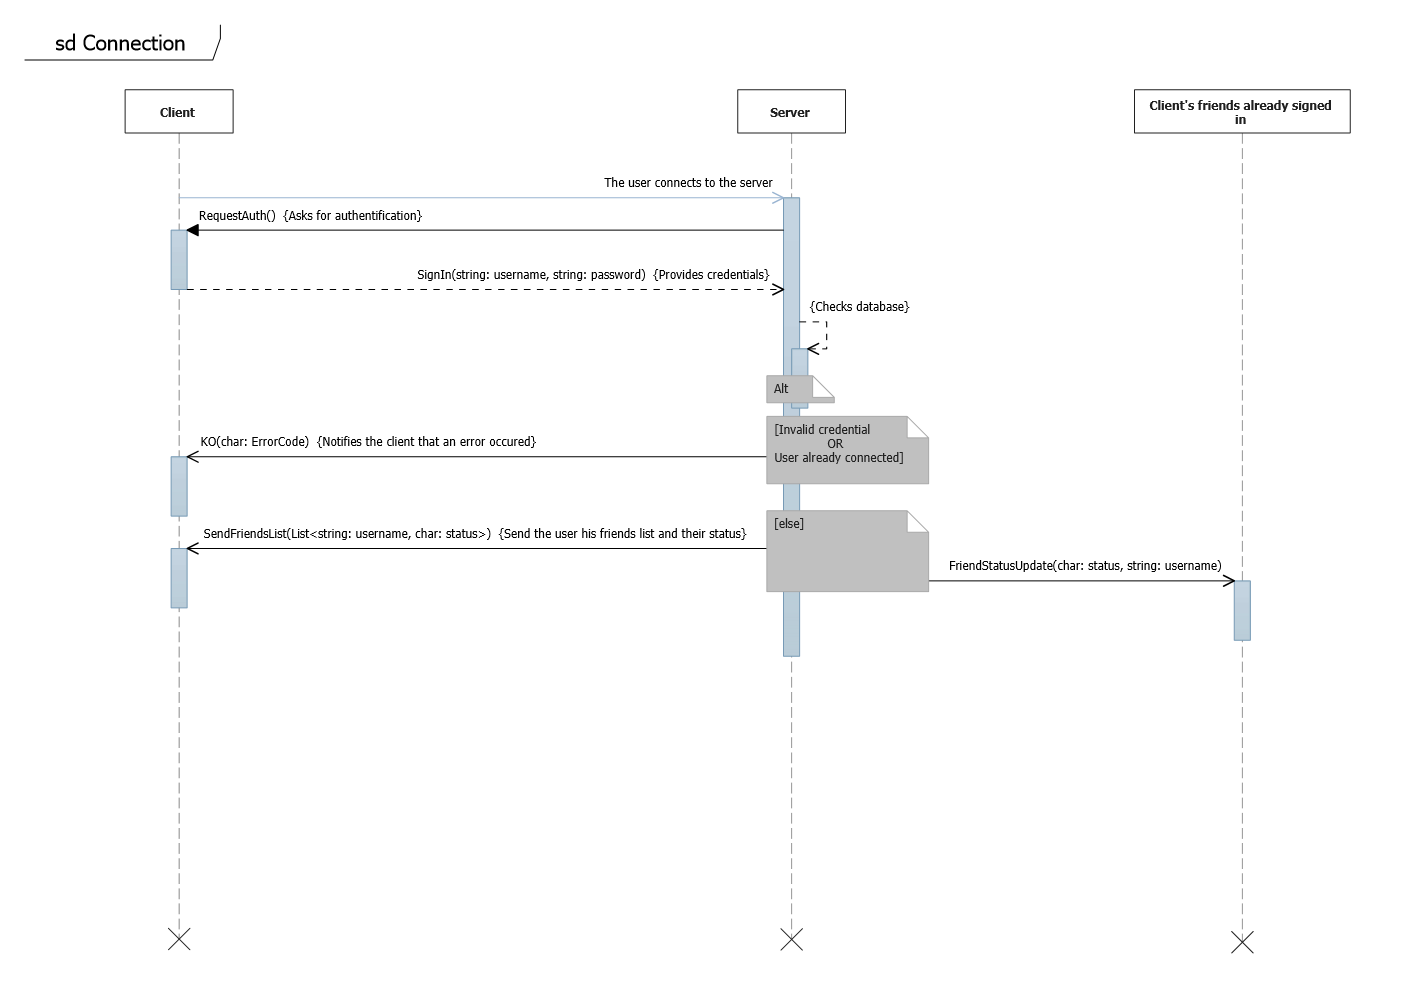 sd Connection
Client
Server
Client's friends already signed
in
The user connects to the server
RequestAuth()  {Asks for authentification}
SignIn(string: username, string: password)  {Provides credentials}
{Checks database}
Alt
[Invalid credential
OR
User already connected]
KO(char: ErrorCode)  {Notifies the client that an error occured}
[else]
SendFriendsList(List<string: username, char: status>)  {Send the user his friends list and their status}
FriendStatusUpdate(char: status, string: username)